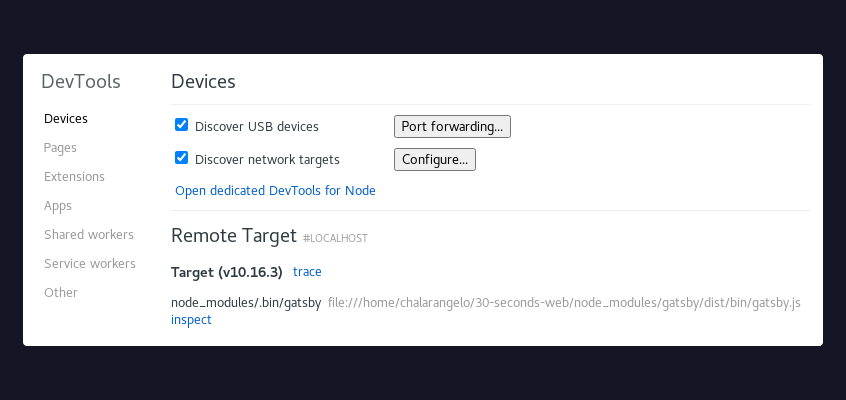 DevTools
Devices
Pages
Extensions
Apps
Shared workers
Service workers
Other
Devices
Discover USB devices Port forwarding...
Discover network targets Configure...
Open dedicated DevTools for Node
Remote Target #LOCALHOST
Target (v10.16.3) trace
node_modules/.bin/gatsby file:///home/chalarangelo/30-seconds-web/node_modules/gatsby/dist/bin/gatsby.js
inspect